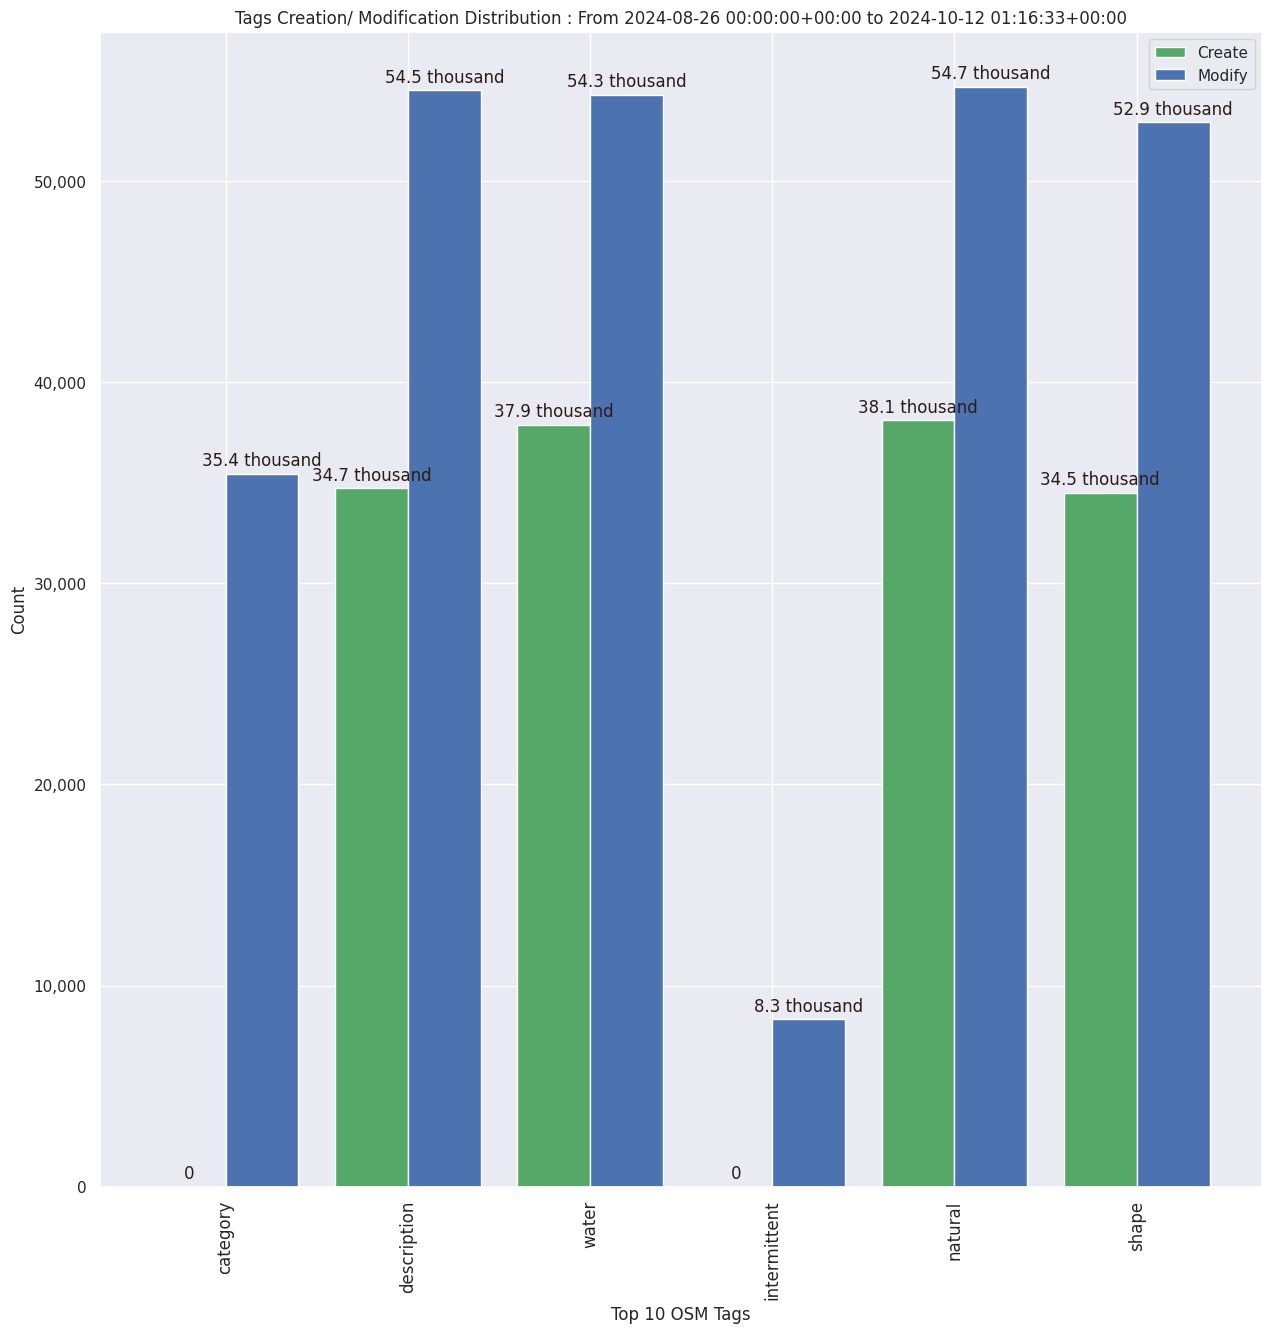 Tags Creation/ Modification Distribution : From 2024-08-26 00:00:00+00:00 to 2024-10-12 01:16:33+00:00
Create
Modify
54.5 thousand
54.3 thousand
54.7 thousand
52.9 thousand
50,000
40,000
37.9 thousand
38.1 thousand
35.4 thousand
34.7 thousand
34.5 thousand
30,000
Count
20,000
10,000
8.3 thousand
0
0
0
category
description
water
intermittent
natural
shape
Top 10 OSM Tags